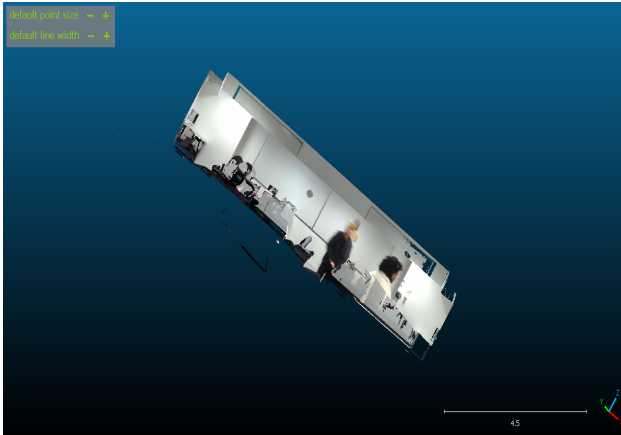 default point size − +
default line width − +
4.5
Y
Z